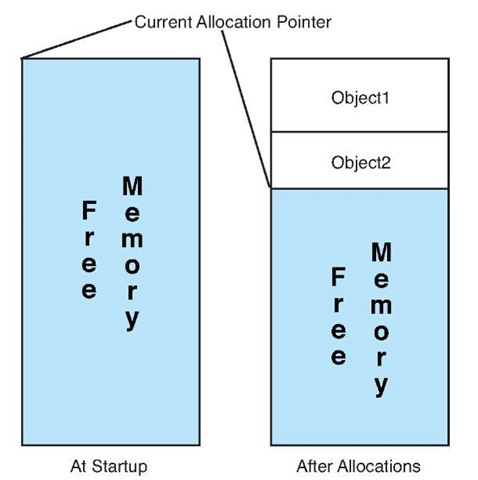 Current Allocation Pointer
Free
Memory
At Startup
Object1
Object2
Free
Memory
After Allocations